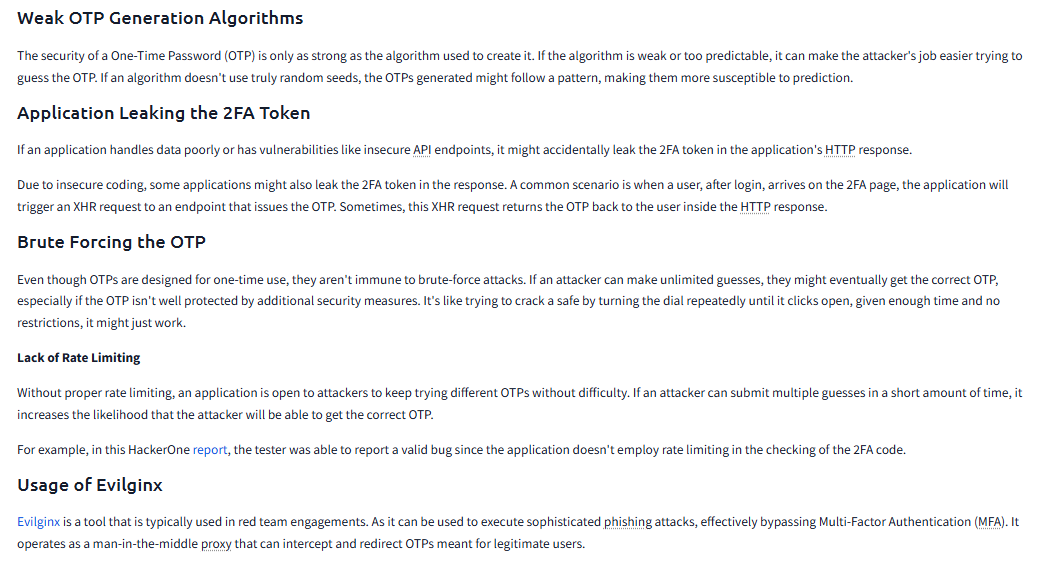 Weak OTP Generation Algorithms
The security of a One-Time Password (OTP) is only as strong as the algorithm used to create it. If the algorithm is weak or too predictable, it can make the attacker's job easier trying to
guess the OTP. If an algorithm doesn't use truly random seeds, the OTPs generated might follow a pattern, making them more susceptible to prediction.
Application Leaking the 2FA Token
If an application handles data poorly or has vulnerabilities like insecure API endpoints, it might accidentally leak the 2FA token in the application's HTTP response.
Due to insecure coding, some applications might also leak the 2FA token in the response. A common scenario is when a user, after login, arrives on the 2FA page, the application will
trigger an XHR request to an endpoint that issues the OTP. Sometimes, this XHR request returns the OTP back to the user inside the HTTP response.
Brute Forcing the OTP
Even though OTPs are designed for one-time use, they aren't immune to brute-force attacks. If an attacker can make unlimited guesses, they might eventually get the correct OTP,
especially if the OTP isn't well protected by additional security measures. It's like trying to crack a safe by turning the dial repeatedly until it clicks open, given enough time and no
restrictions, it might just work.
Lack of Rate Limiting
Without proper rate limiting, an application is open to attackers to keep trying different OTPs without difficulty. If an attacker can submit multiple guesses in a short amount of time, it
increases the likelihood that the attacker will be able to get the correct OTP.
For example, in this HackerOne report, the tester was able to report a valid bug since the application doesn't employ rate limiting in the checking of the 2FA code.
Usage of Evilginx
Evilginx is a tool that is typically used in red team engagements. As it can be used to execute sophisticated phishing attacks, effectively bypassing Multi-Factor Authentication (MFA). It
operates as a man-in-the-middle proxy that can intercept and redirect OTPs meant for legitimate users.